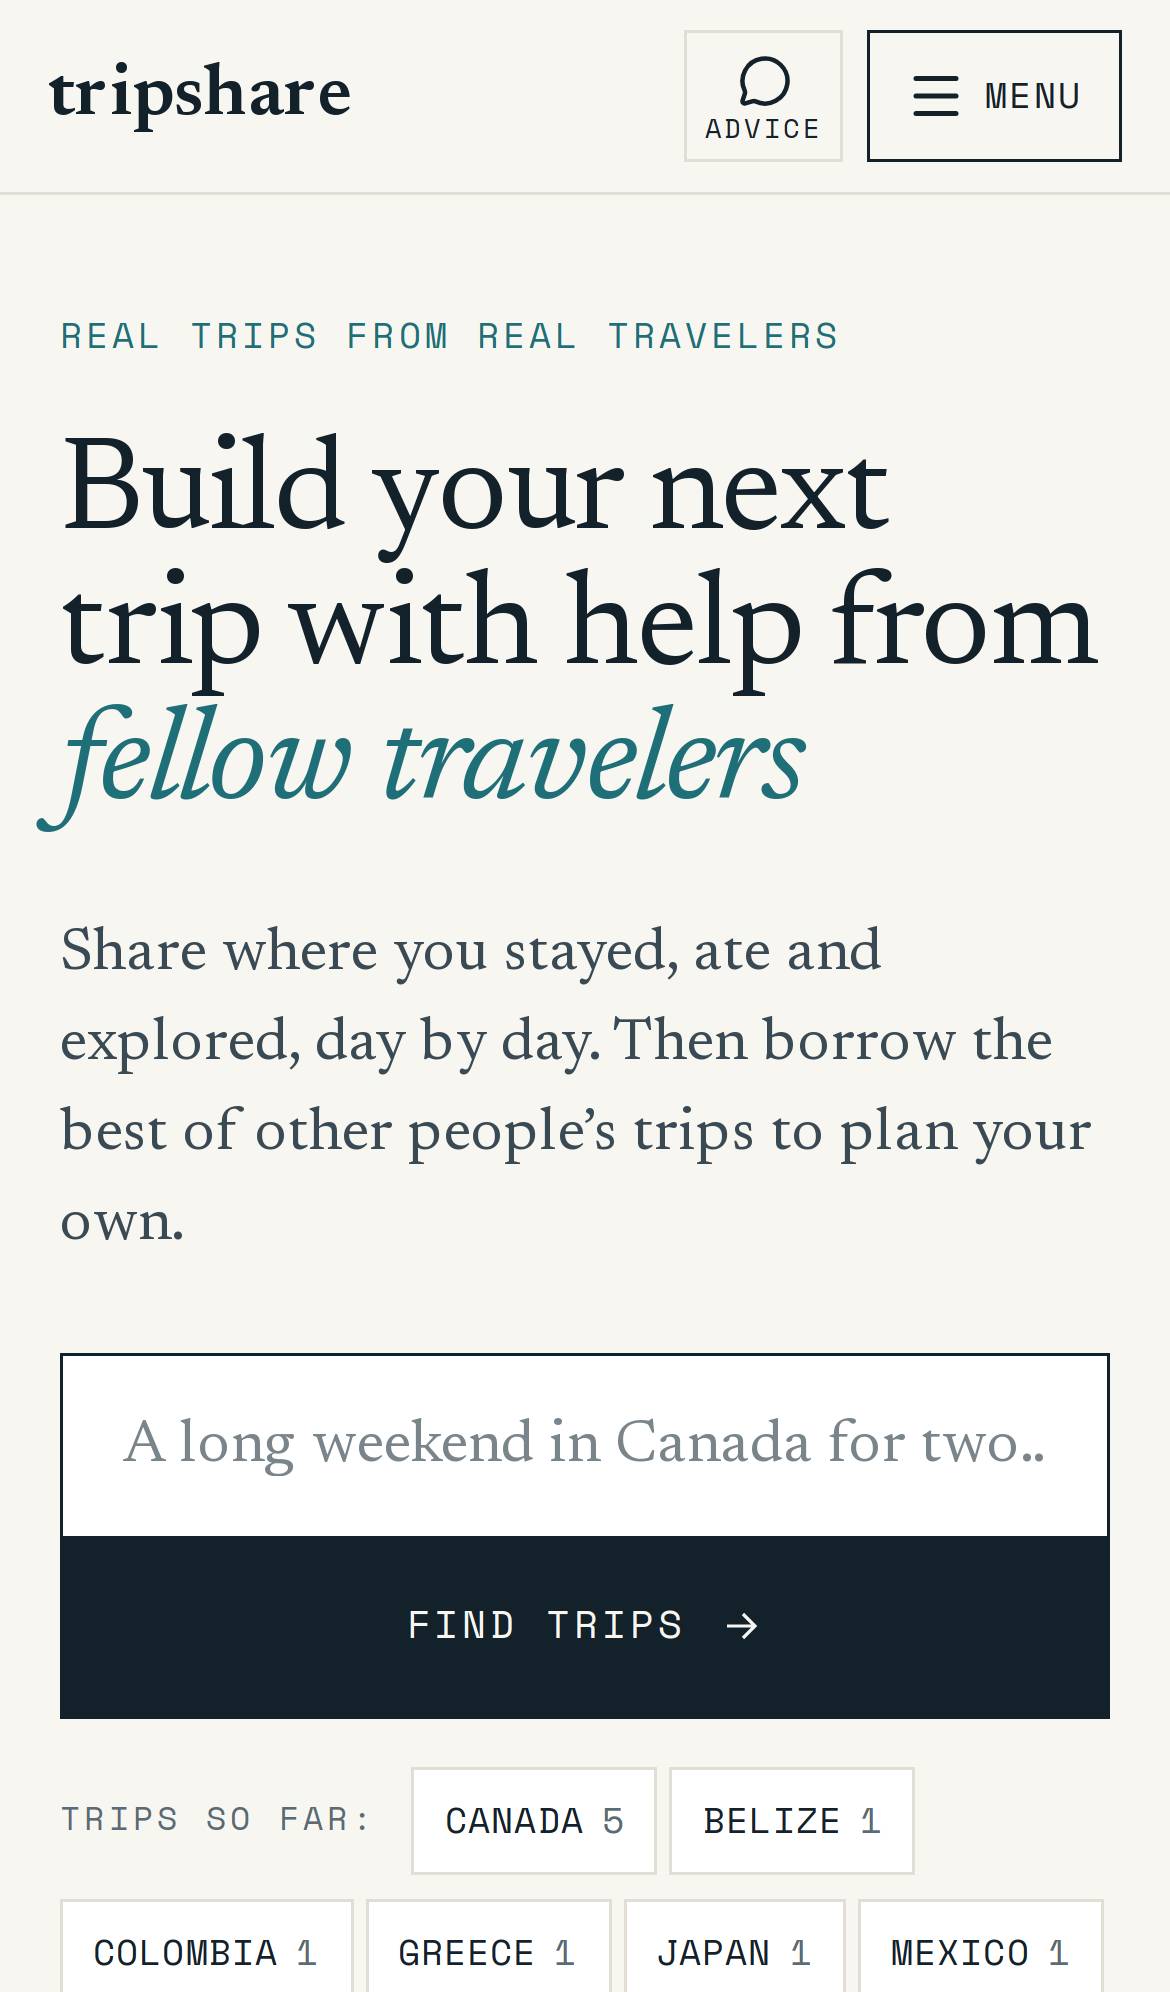 tripshare
ADVICE
MENU
REAL TRIPS FROM REAL TRAVELERS
Build your next
trip with help from
fellow travelers
Share where you stayed, ate and
explored, day by day. Then borrow the
best of other people’s trips to plan your
own.
A long weekend in Canada for two..
FIND TRIPS →
TRIPS SO FAR: CANADA 5 BELIZE 1
COLOMBIA 1 GREECE 1 JAPAN 1 MEXICO 1